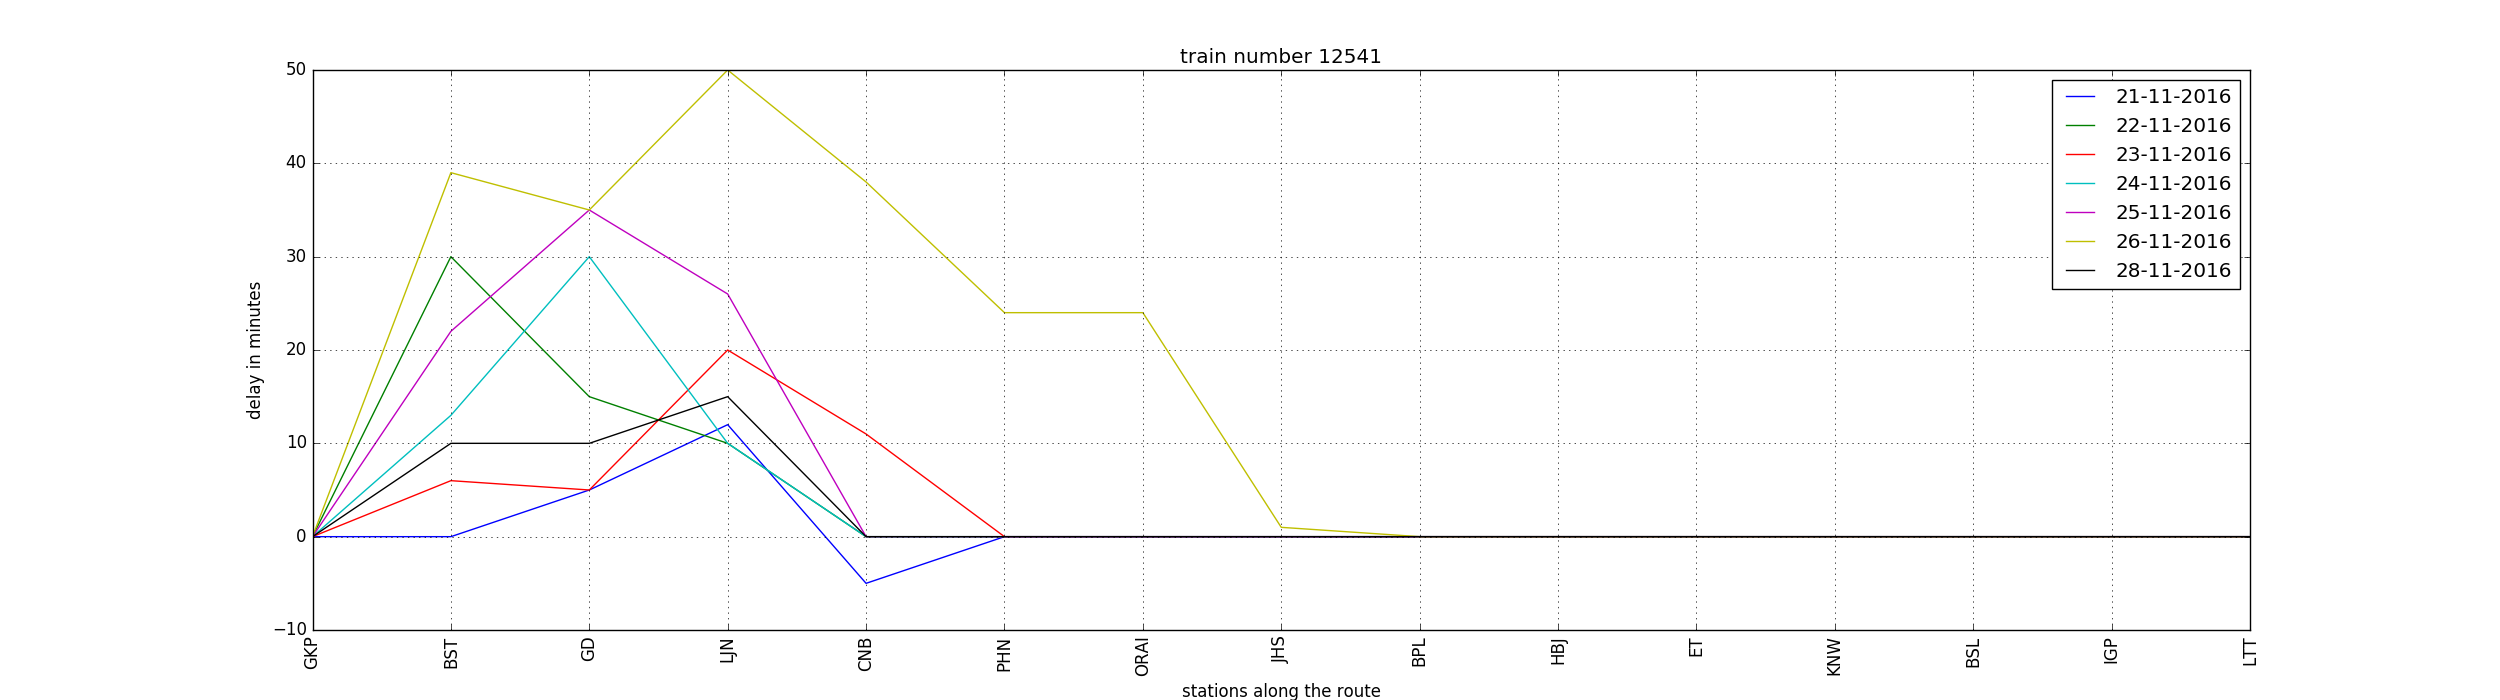 train number 12541
50
40
30
20
10
0
−10
delay in minutes
21-11-2016
22-11-2016
23-11-2016
24-11-2016
25-11-2016
26-11-2016
28-11-2016
GKP
BST
GD
LJN
CNB
PHN
ORAI
JHS
BPL
HBJ
ET
KNW
BSL
IGP
LTT
stations along the route